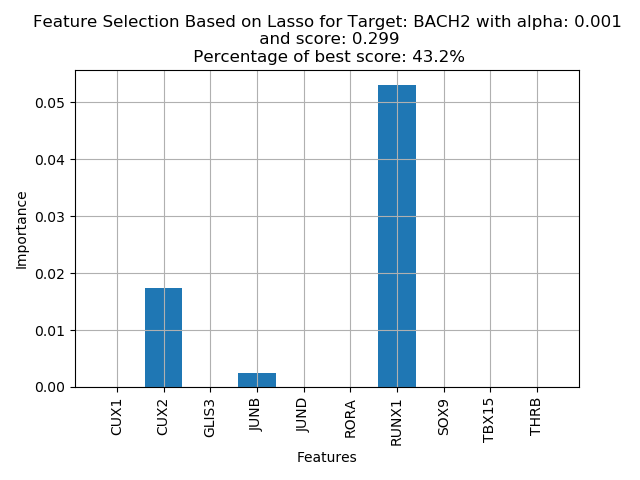 Feature Selection Based on Lasso for Target: BACH2 with alpha: 0.001
and score: 0.299
Percentage of best score: 43.2%
Importance
0.05
0.04
0.03
0.02
0.01
0.00
CUX1
CUX2
GLIS3
JUNB
JUND
RORA
RUNX1
SOX9
TBX15
THRB
Features